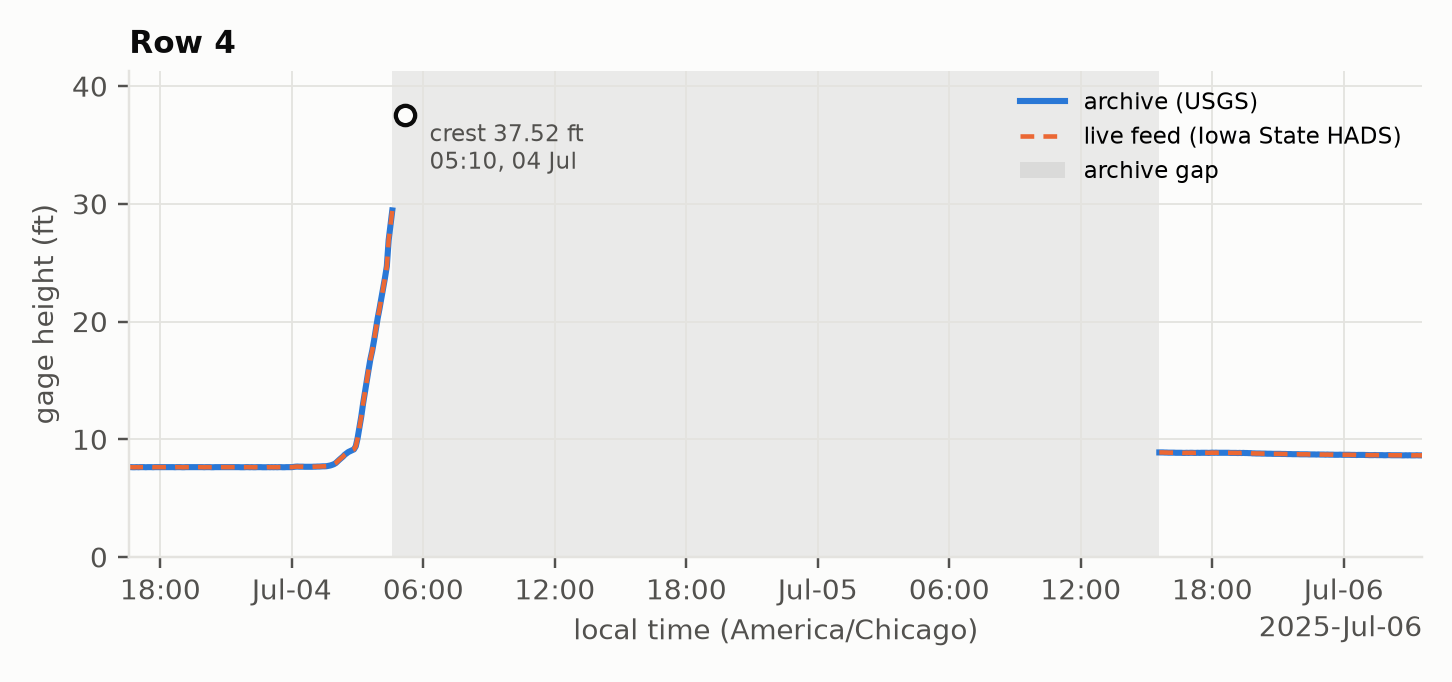 Row 4
archive (USGS)
live feed (Iowa State HADS)
archive gap
crest 37.52 ft
05:10, 04 Jul
gage height (ft)
40
30
20
10
0
18:00 Jul-04 06:00 12:00 18:00 Jul-05 06:00 12:00 18:00 Jul-06
2025-Jul-06
local time (America/Chicago)